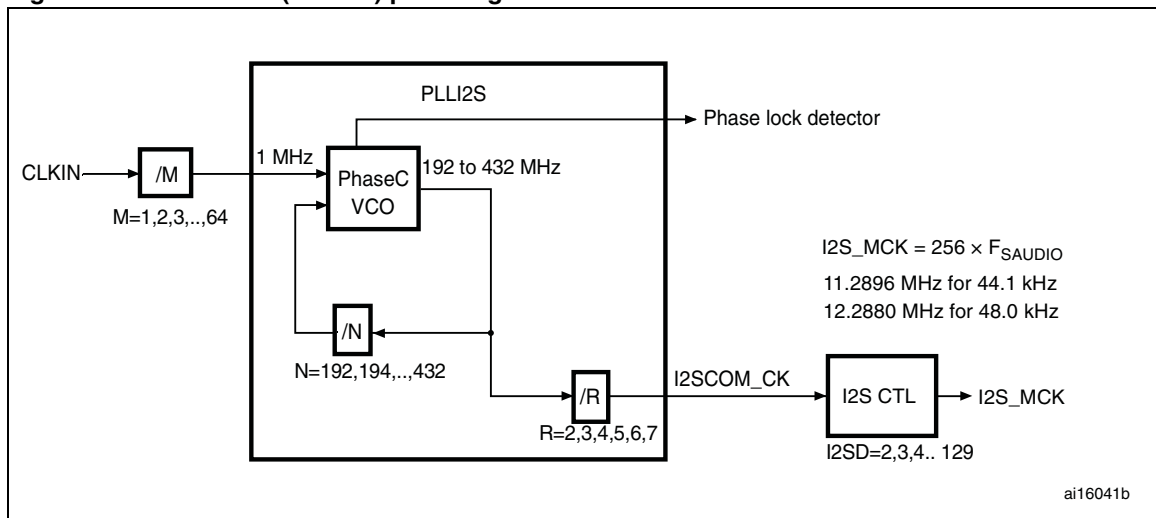 PLLI2S
Phase lock detector
CLKIN
/M
1 MHz
192 to 432 MHz
PhaseC
VCO
M=1,2,3,..,64
I2S_MCK = 256 × FSAUDIO
11.2896 MHz for 44.1 kHz
12.2880 MHz for 48.0 kHz
/N
N=192,194,..,432
I2SCOM_CK
/R
I2S CTL
I2S_MCK
R=2,3,4,5,6,7
I2SD=2,3,4.. 129
ai16041b